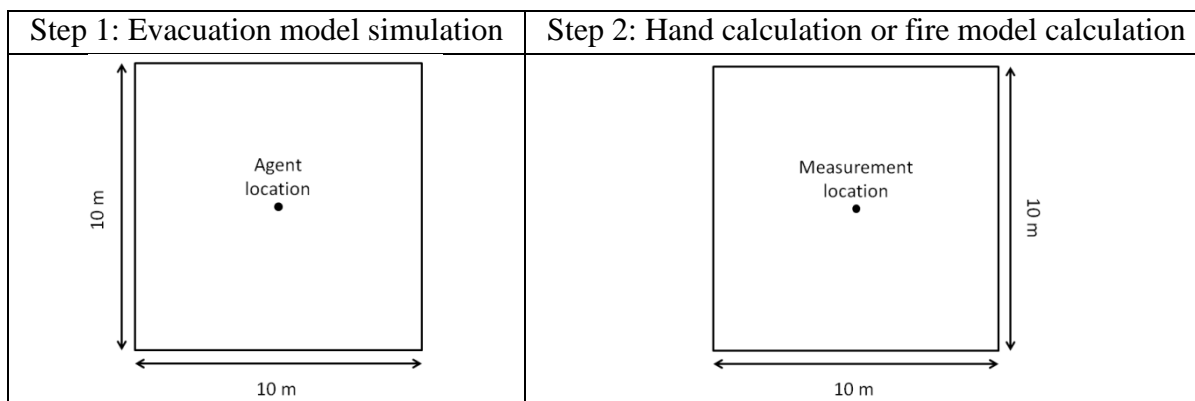 Step 1: Evacuation model simulation
Step 2: Hand calculation or fire model calculation
Agent
location
10 m
10 m
Measurement
location
10 m
10 m